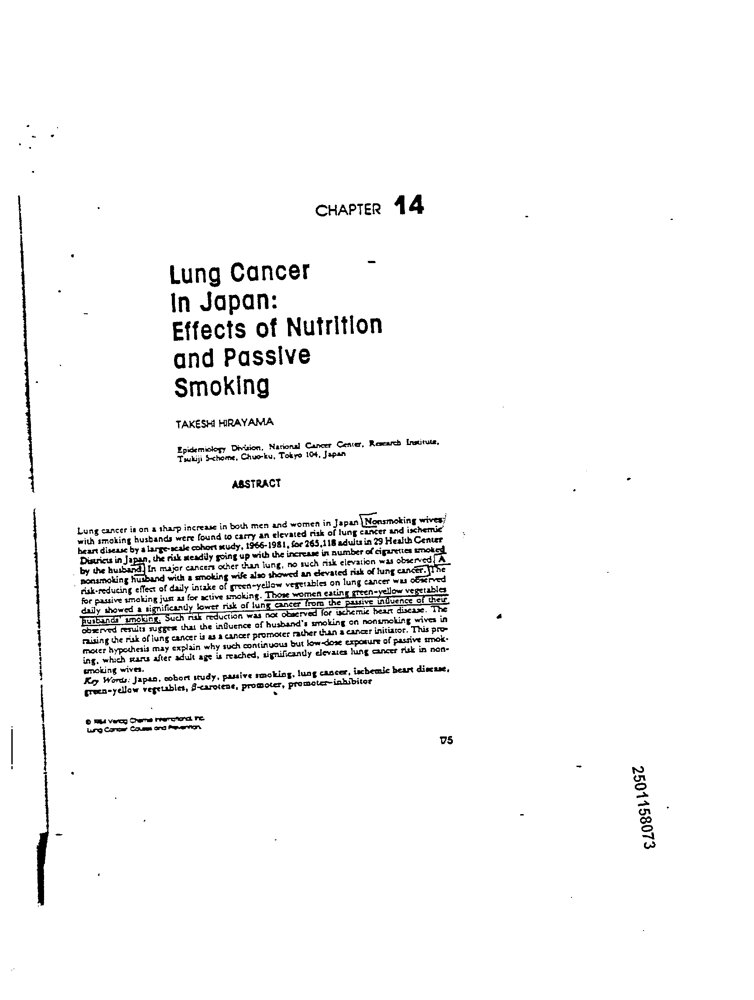 CHAPTER 14
Lung Cancer
in Japan:
Effects of Nutrition
and Passive
Smoking
TAKESHI HIRAYAMA
Epidemiology Division, National Cancer Center, Research Institute,
Tsukiji 5-chome, Chuo-ku, Tokyo 104, Japan
ABSTRACT
Lung cancer is on a sharp increase in both men and women in Japan. Nonsmoking wives
with smoking husbands were found to carry an elevated risk of lung cancer and ischemic
heart disease by a large-scale cohort study, 1966-1981, for 265,118 adults in 29 Health Center
Districts in Japan, the risk steadily going up with the increase in number of cigarettes smoked
by the husband. In major cancers other than lung, no such risk elevation was observed. A
nonsmoking husband with a smoking wife also showed an elevated risk of lung cancer. The
risk-reducing effect of daily intake of green-yellow vegetables on lung cancer was observed
for passive smoking just as for active smoking. Those women eating green-yellow vegetables
daily showed a significantly lower risk of lung cancer from the passive influence of their
husbands' smoking. Such risk reduction was not observed for ischemic heart disease. The
observed results suggest that the influence of husband's smoking on nonsmoking wives in
raising the risk of lung cancer is as a cancer promoter rather than a cancer initiator. This pro-
moter hypothesis may explain why such continuous but low-dose exposure of passive smok-
ing, which starts after adult age is reached, significantly elevates lung cancer risk in non-
smoking wives.
Key Words: Japan, cohort study, passive smoking, lung cancer, ischemic heart disease,
green-yellow vegetables, β-carotene, promoter, promoter-inhibitor
© 1984 Verlag Chemie International, Inc.
Lung Cancer: Causes and Prevention.
175
2501158073